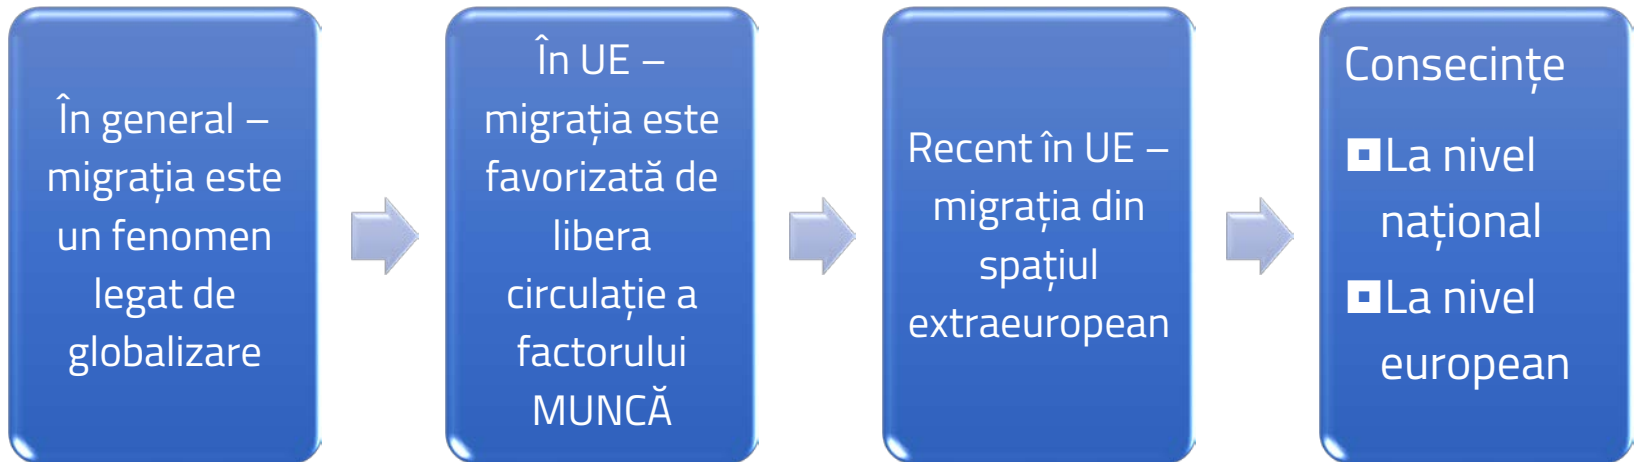 În general –
migrația este
un fenomen
legat de
globalizare
În UE –
migrația este
favorizată de
libera
circulație a
factorului
MUNCĂ
Recent în UE –
migrația din
spațiul
extraeuropean
Consecințe
La nivel
național
La nivel
european